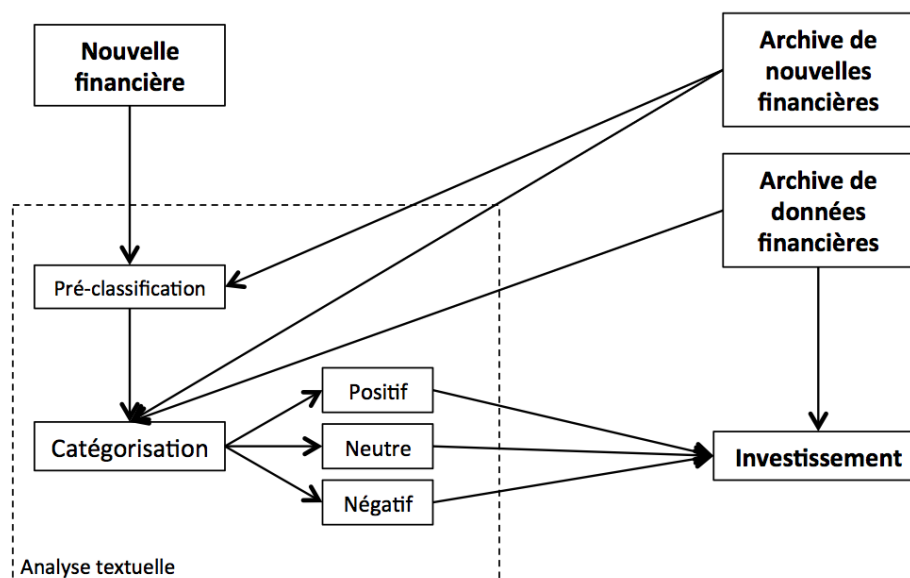 Nouvelle
financière
Archive de
nouvelles
financières
Archive de
données
financières
Pré-classification
Positif
Catégorisation
Neutre
Investissement
Négatif
Analyse textuelle